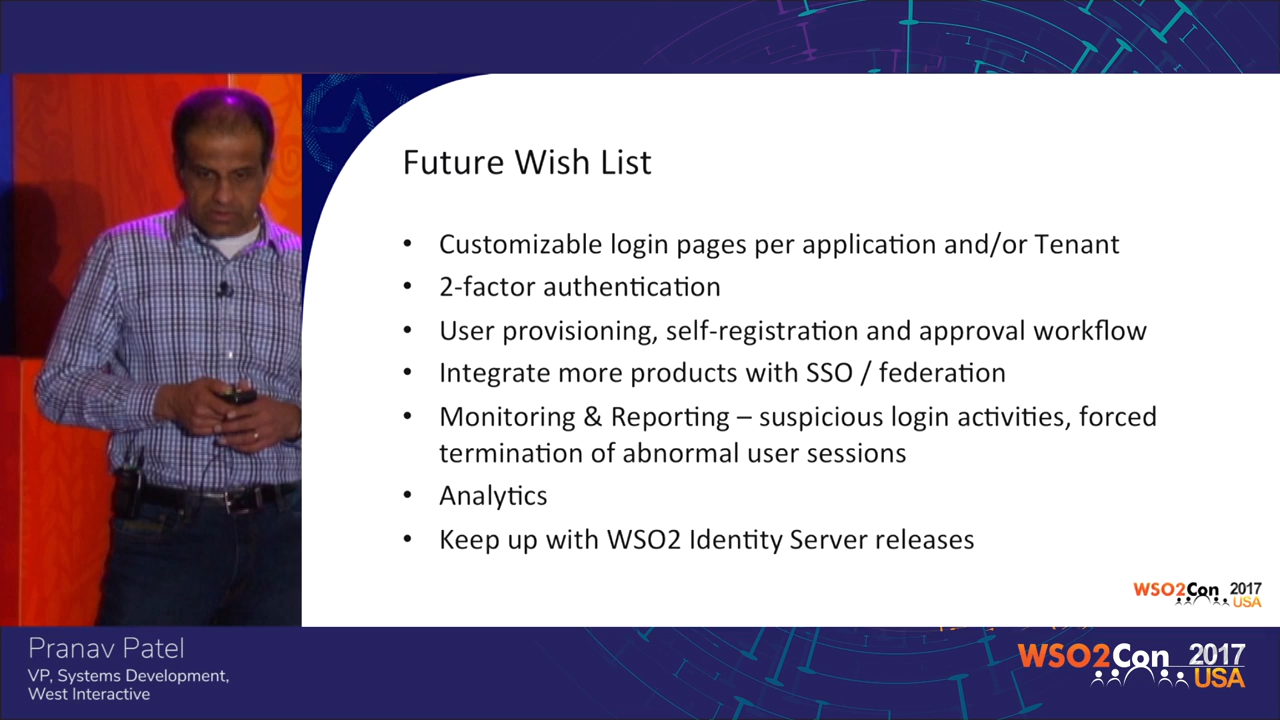 Future Wish List
• Customizable login pages per application and/or Tenant
• 2-factor authentication
• User provisioning, self-registration and approval workflow
• Integrate more products with SSO / federation
• Monitoring & Reporting – suspicious login activities, forced
termination of abnormal user sessions
• Analytics
• Keep up with WSO2 Identity Server releases
WSO2Con 2017
USA
Pranav Patel
VP, Systems Development,
West Interactive
WSO2Con 2017
USA